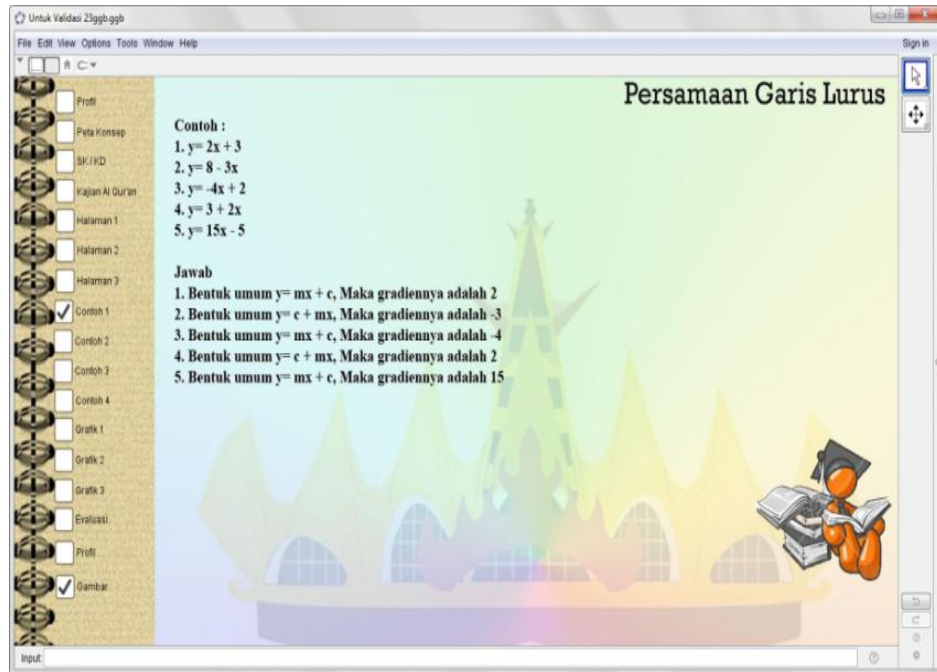 Untuk Validasi 23ggb.ggb
File Edit View Options Tools Window Help
Sign in
Profil
Peta Konsep
SK / KD
Kajian Al Qur'an
Halaman 1
Halaman 2
Halaman 3
Contoh 1
Contoh 2
Contoh 3
Contoh 4
Grafik 1
Grafik 2
Grafik 3
Evaluasi
Profil
Gambar
Persamaan Garis Lurus
Contoh :
1. y= 2x + 3
2. y= 8 - 3x
3. y= -4x + 2
4. y= 3 + 2x
5. y= 15x - 5
Jawab
1. Bentuk umum y= mx + c, Maka gradiennya adalah 2
2. Bentuk umum y= c + mx, Maka gradiennya adalah -3
3. Bentuk umum y= mx + c, Maka gradiennya adalah -4
4. Bentuk umum y= c + mx, Maka gradiennya adalah 2
5. Bentuk umum y= mx + c, Maka gradiennya adalah 15
Input: